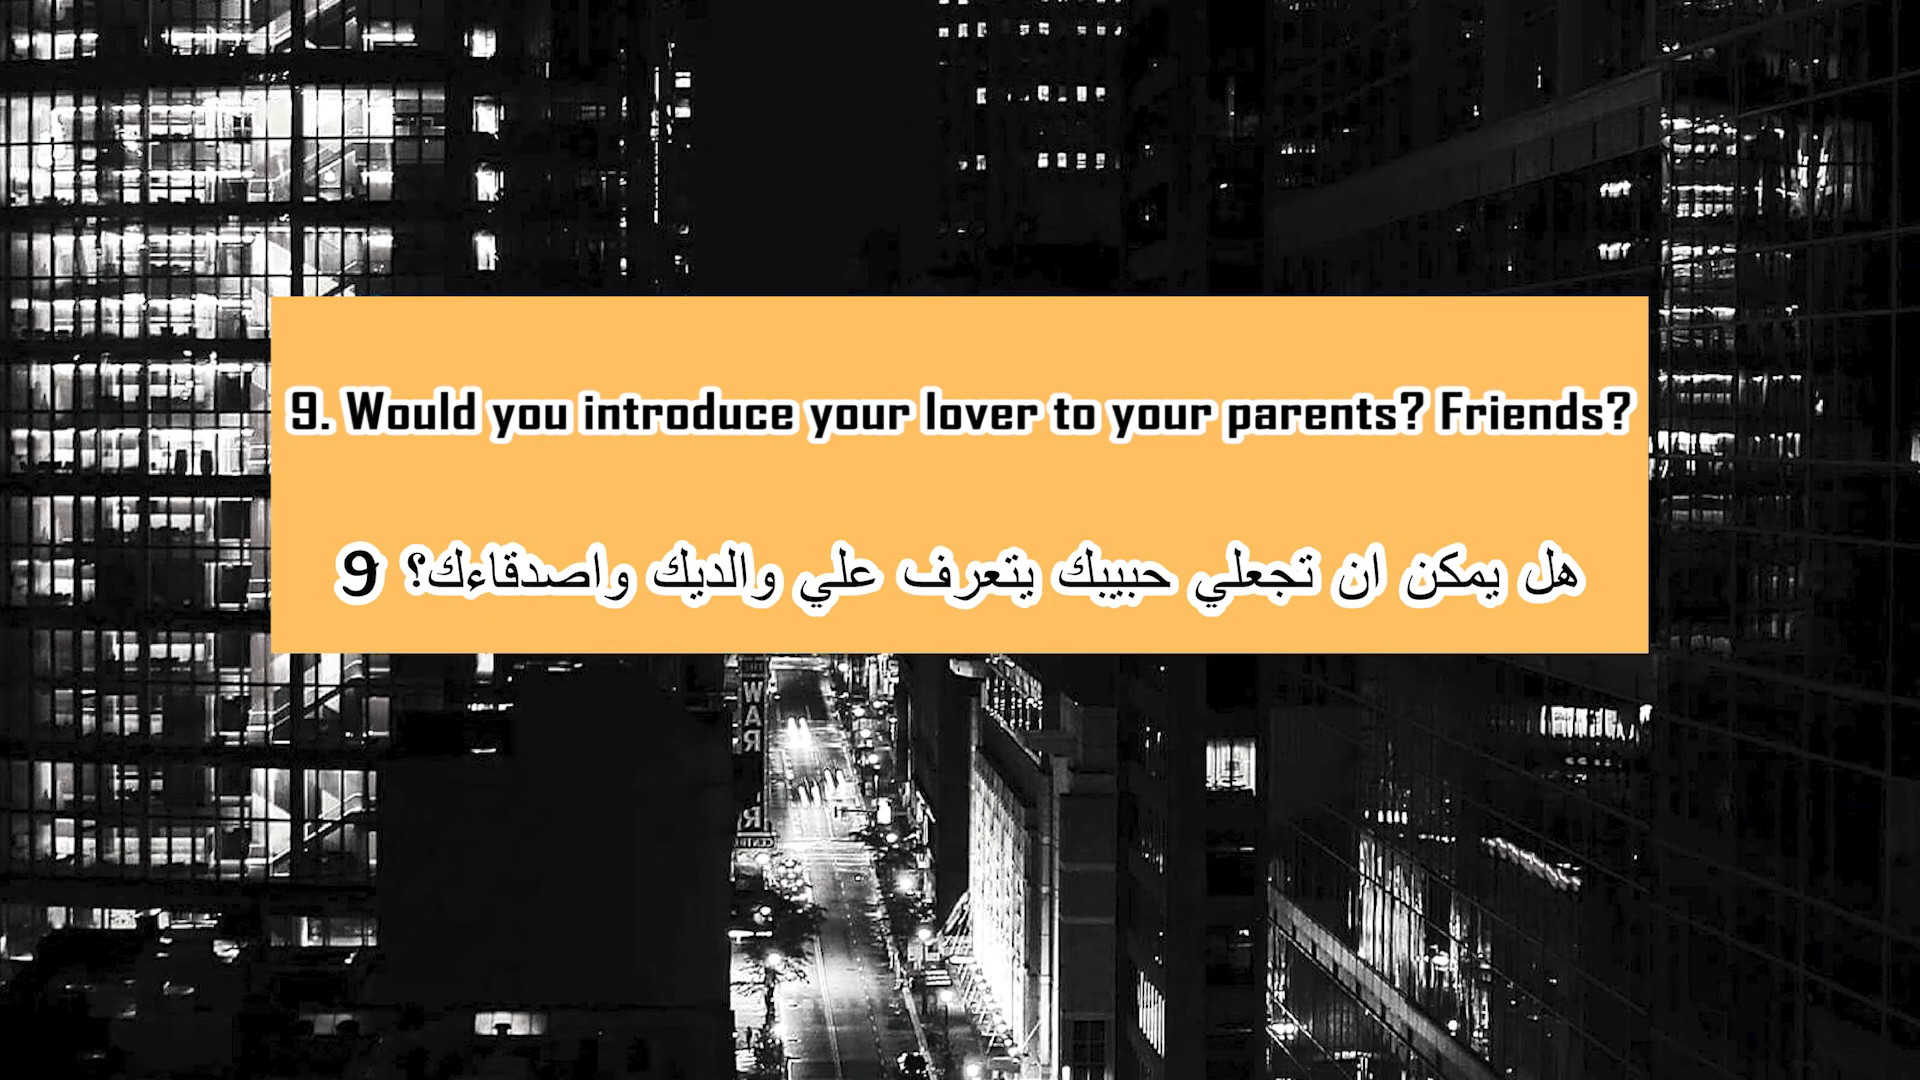 9. Would you introduce your lover to your parents? Friends?
هل يمكن ان تجعلي حبيبك يتعرف علي والديك واصدقاءك؟ 9
WAR
R